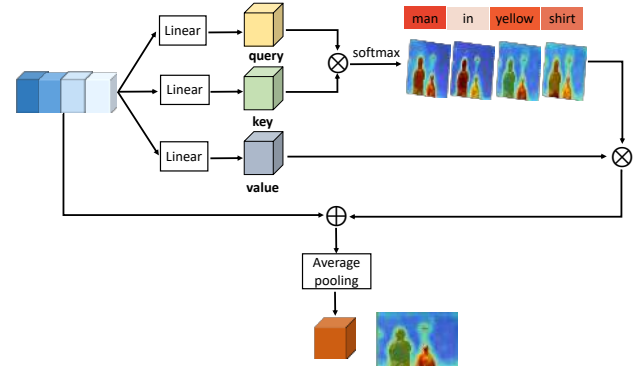 man in yellow shirt
Linear
query
softmax
Linear
key
Linear
value
Average
pooling